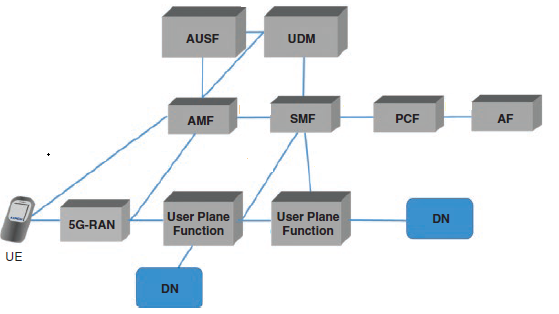 AUSF
UDM
AMF
SMF
PCF
AF
5G-RAN
User Plane
Function
User Plane
Function
DN
UE
DN